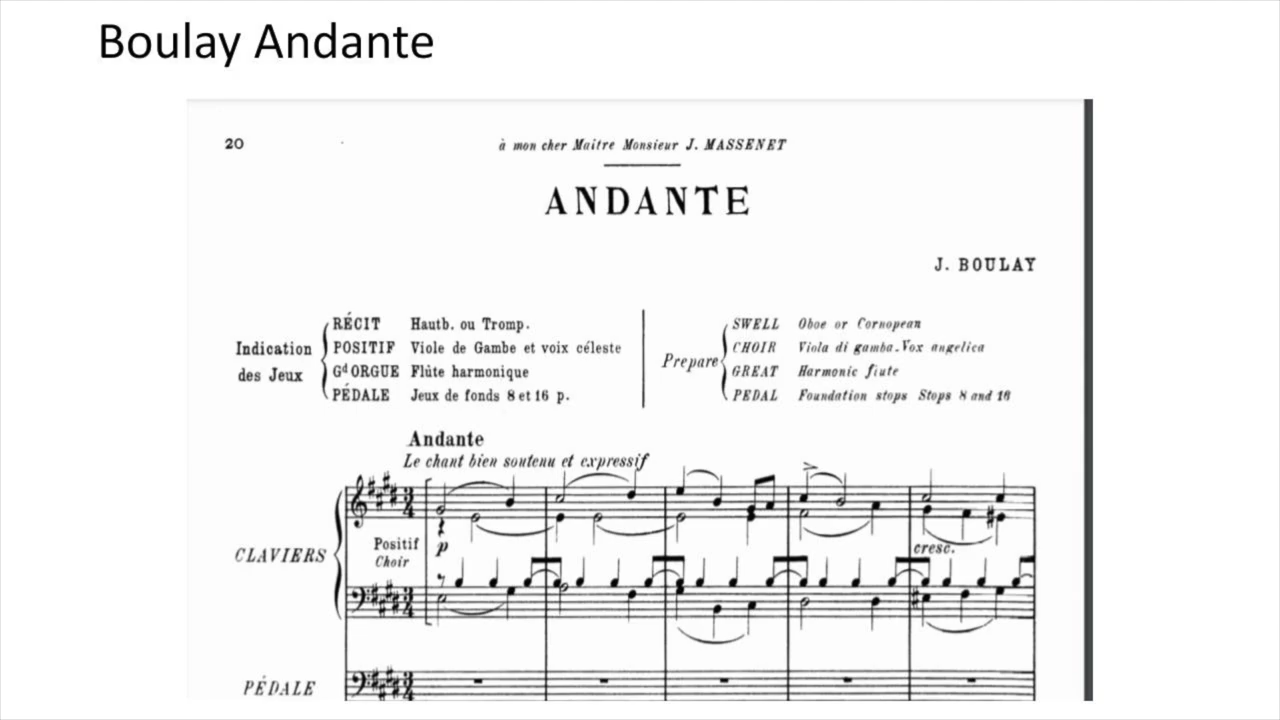 Boulay Andante
20
à mon cher Maître Monsieur J. MASSENET
ANDANTE
J. BOULAY
Indication des Jeux
RÉCIT Hautb. ou Tromp.
POSITIF Viole de Gambe et voix céleste
Gd ORGUE Flûte harmonique
PÉDALE Jeux de fonds 8 et 16 p.
Prepare
SWELL Oboe or Cornopean
CHOIR Viola di gamba-Vox angelica
GREAT Harmonic flute
PEDAL Foundation stops Stops 8 and 16
Andante
Le chant bien soutenu et expressif
CLAVIERS
Positif
Choir
p
cresc.
PÉDALE